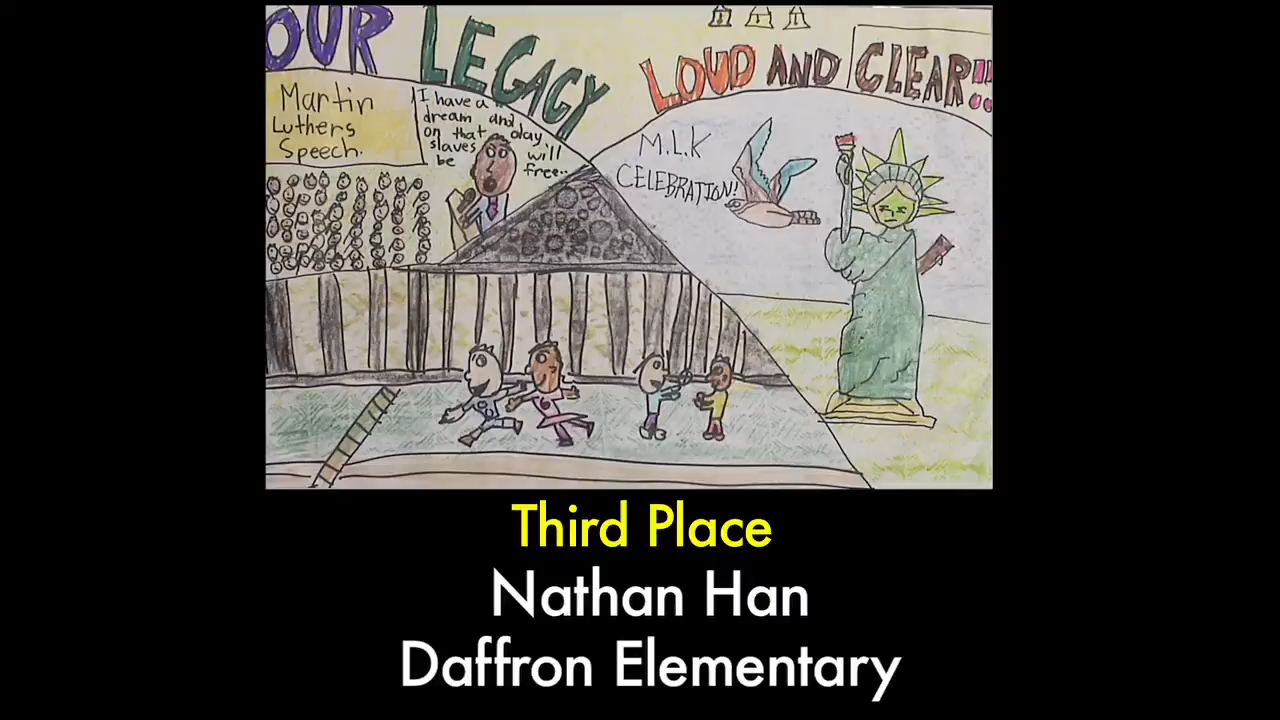 OUR LEGACY LOUD AND CLEAR!!
Martin
Luthers
Speech.
I have a
dream and
on that day
slaves will
be free..
M.L.K
CELEBRATION!
Third Place
Nathan Han
Daffron Elementary